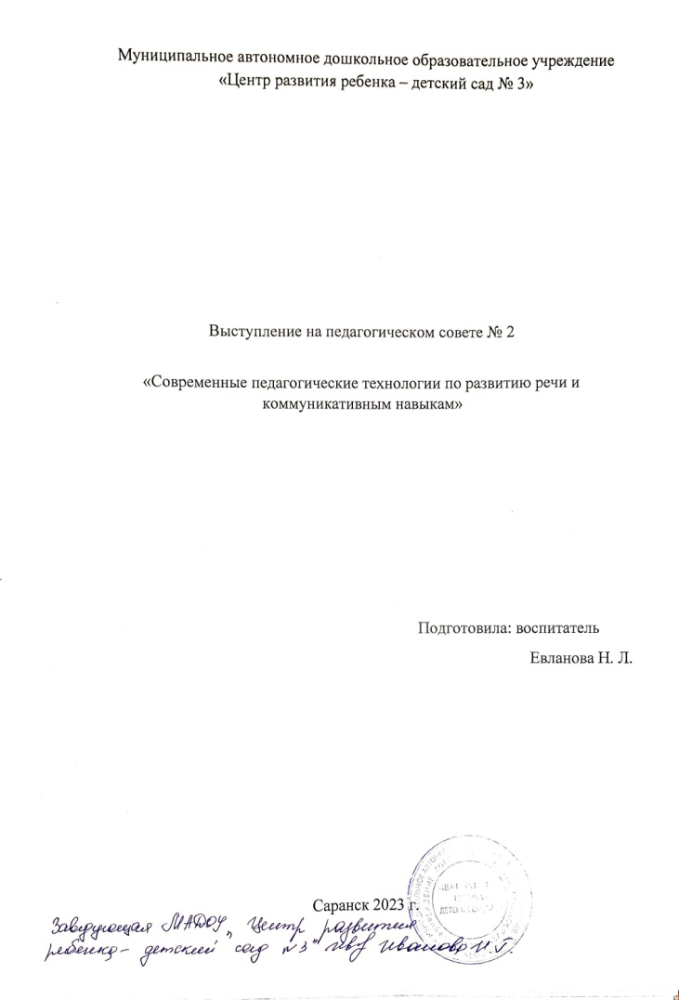 Муниципальное автономное дошкольное образовательное учреждение
«Центр развития ребенка – детский сад № 3»
Выступление на педагогическом совете № 2
«Современные педагогические технологии по развитию речи и
коммуникативным навыкам»
Подготовила: воспитатель
Евланова Н. Л.
Саранск 2023 г.
Заведующая МАДОУ „Центр развития
ребенка – детский сад №3" Иванова И. Г.